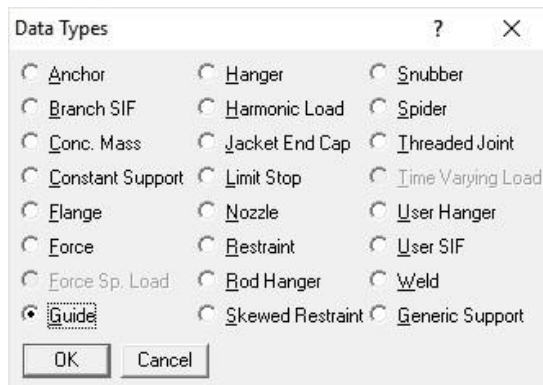 Data Types ? X
Anchor Hanger Snubber
Branch SIF Harmonic Load Spider
Conc. Mass Jacket End Cap Threaded Joint
Constant Support Limit Stop Time Varying Load
Flange Nozzle User Hanger
Force Restraint User SIF
Force Sp. Load Rod Hanger Weld
Guide Skewed Restraint Generic Support
OK Cancel